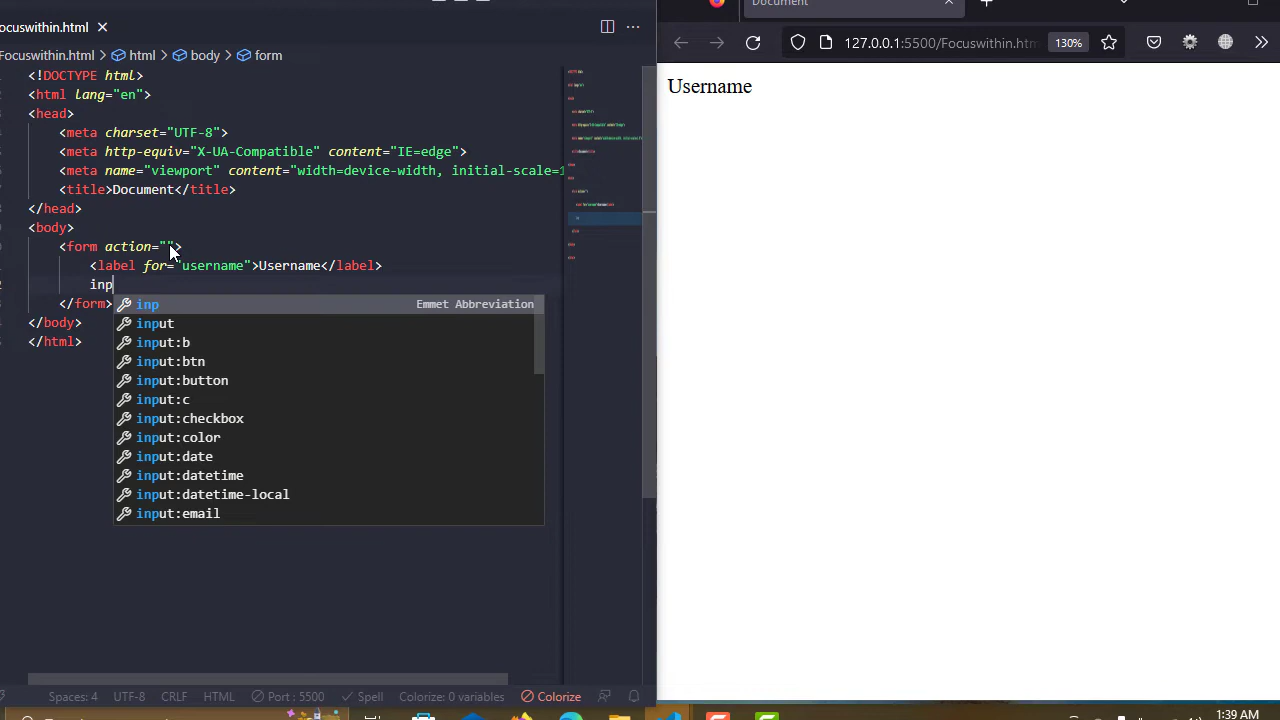 ocuswithin.html
Document
127.0.0.1:5500/Focuswithin.htm
130%
Focuswithin.html html body form
<!DOCTYPE html>
<html lang="en">
<head>
<meta charset="UTF-8">
<meta http-equiv="X-UA-Compatible" content="IE=edge">
<meta name="viewport" content="width=device-width, initial-scale=1
<title>Document</title>
</head>
<body>
<form action="">
<label for="username">Username</label>
inp
</form>
</body>
</html>
inp Emmet Abbreviation
input
input:b
input:btn
input:button
input:c
input:checkbox
input:color
input:date
input:datetime
input:datetime-local
input:email
Username
Spaces: 4 UTF-8 CRLF HTML Port : 5500 Spell Colorize: 0 variables Colorize
1:39 AM